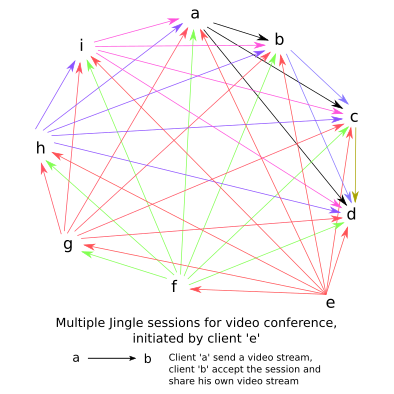 a
b
i
c
h
d
g
f
e
Multiple Jingle sessions for video conference,
initiated by client 'e'
a b
Client 'a' send a video stream,
client 'b' accept the session and
share his own video stream